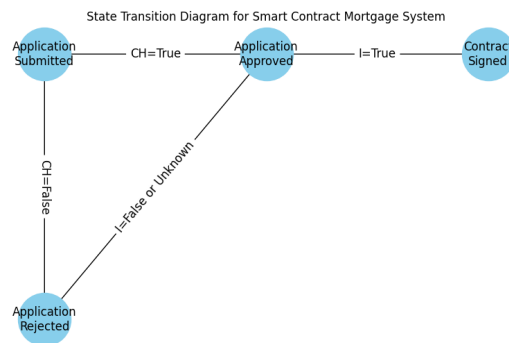 State Transition Diagram for Smart Contract Mortgage System
Application
Submitted
CH=True
Application
Approved
I=True
Contract
Signed
CH=False
I=False or Unknown
Application
Rejected